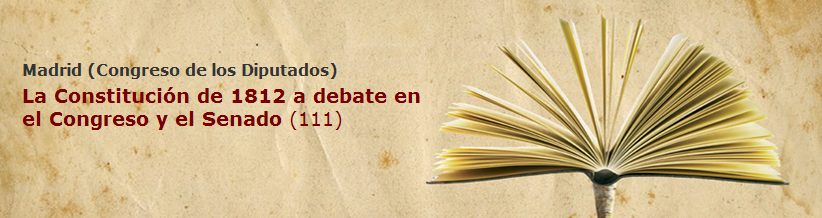 Madrid (Congreso de los Diputados)
La Constitución de 1812 a debate en
el Congreso y el Senado (111)